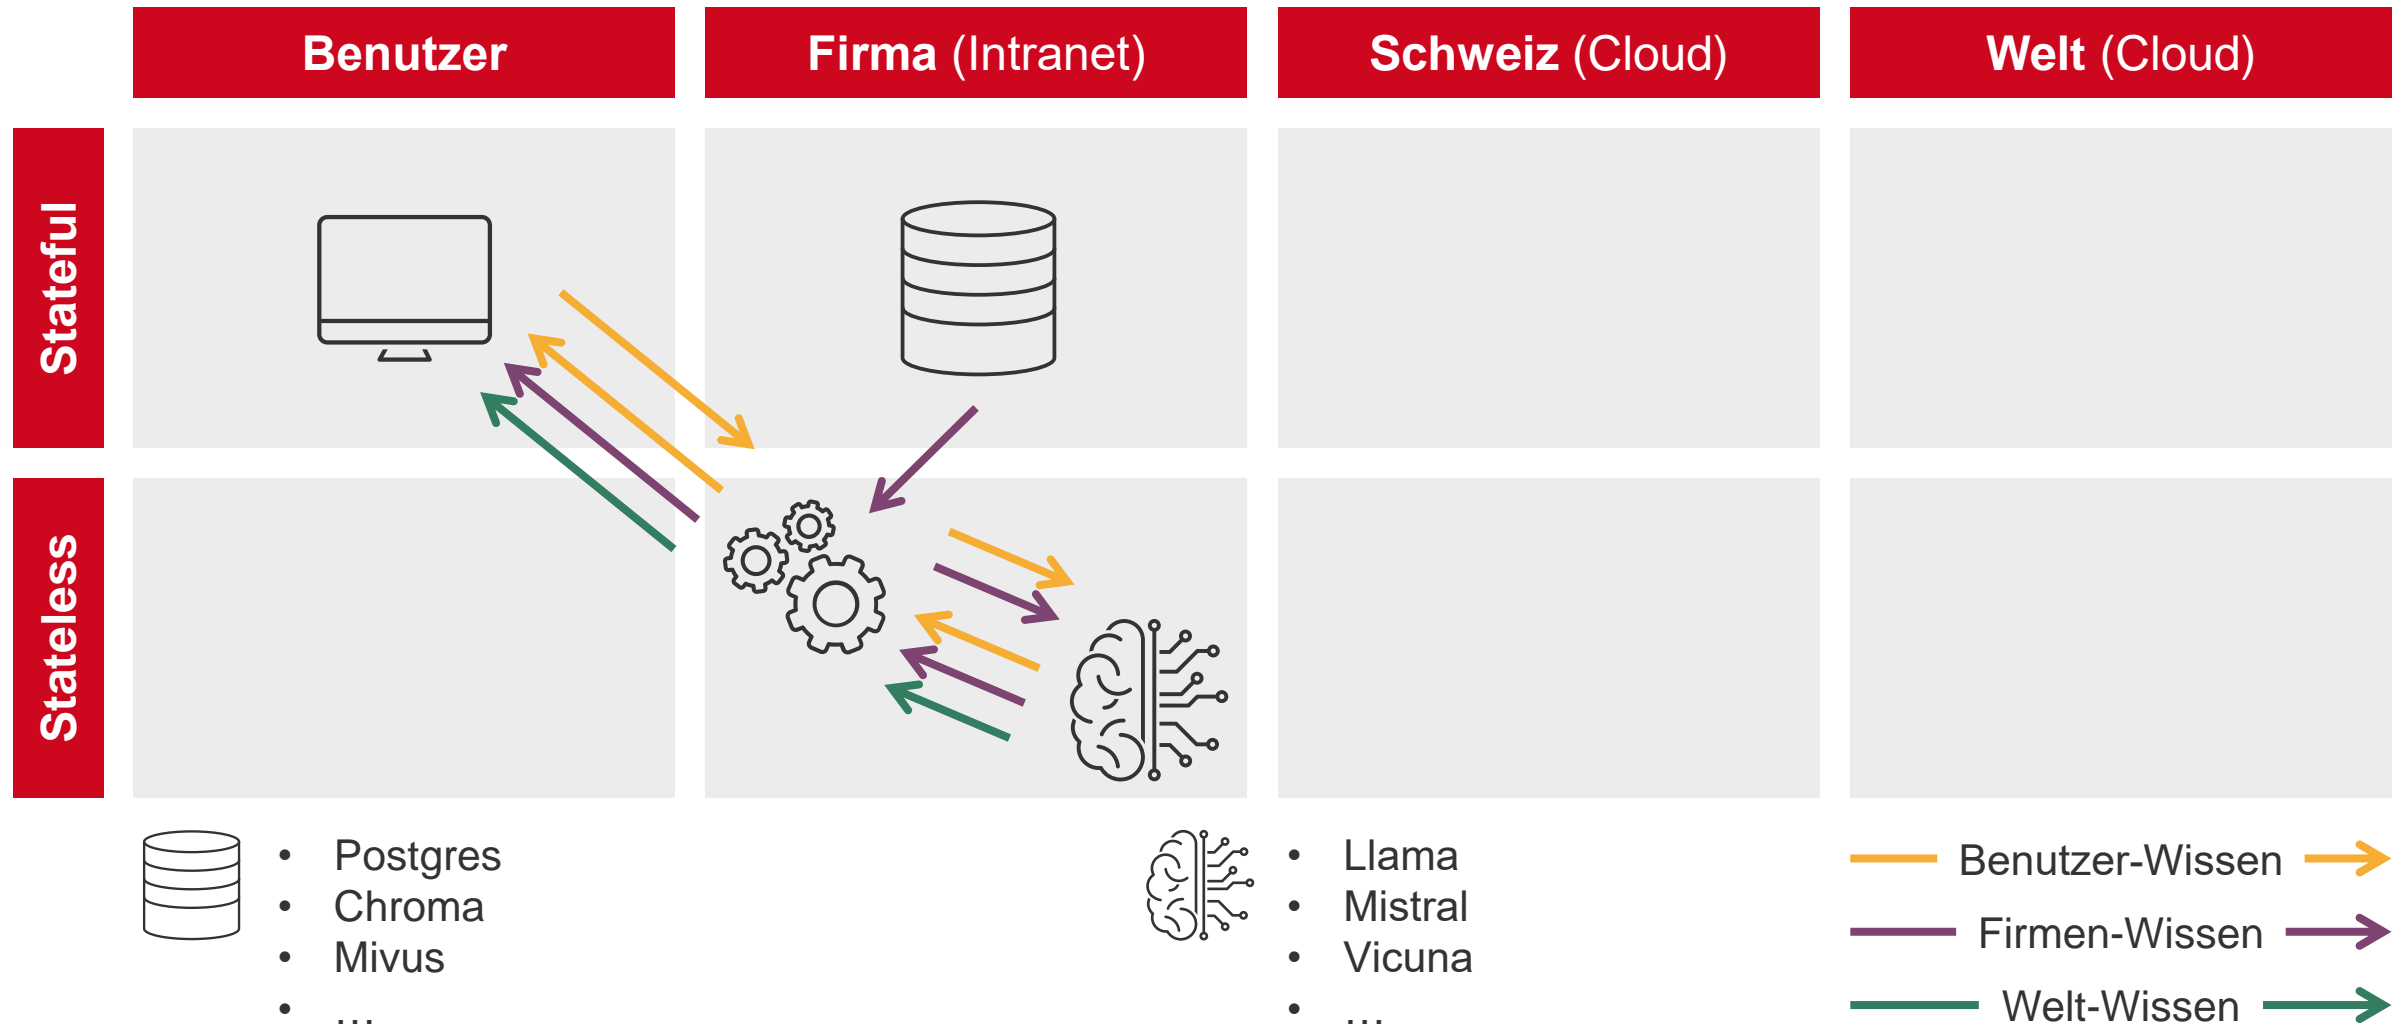 Benutzer
Firma (Intranet)
Schweiz (Cloud)
Welt (Cloud)
Stateful
Stateless
• Postgres
• Chroma
• Mivus
• ...
• Llama
• Mistral
• Vicuna
• ...
Benutzer-Wissen
Firmen-Wissen
Welt-Wissen